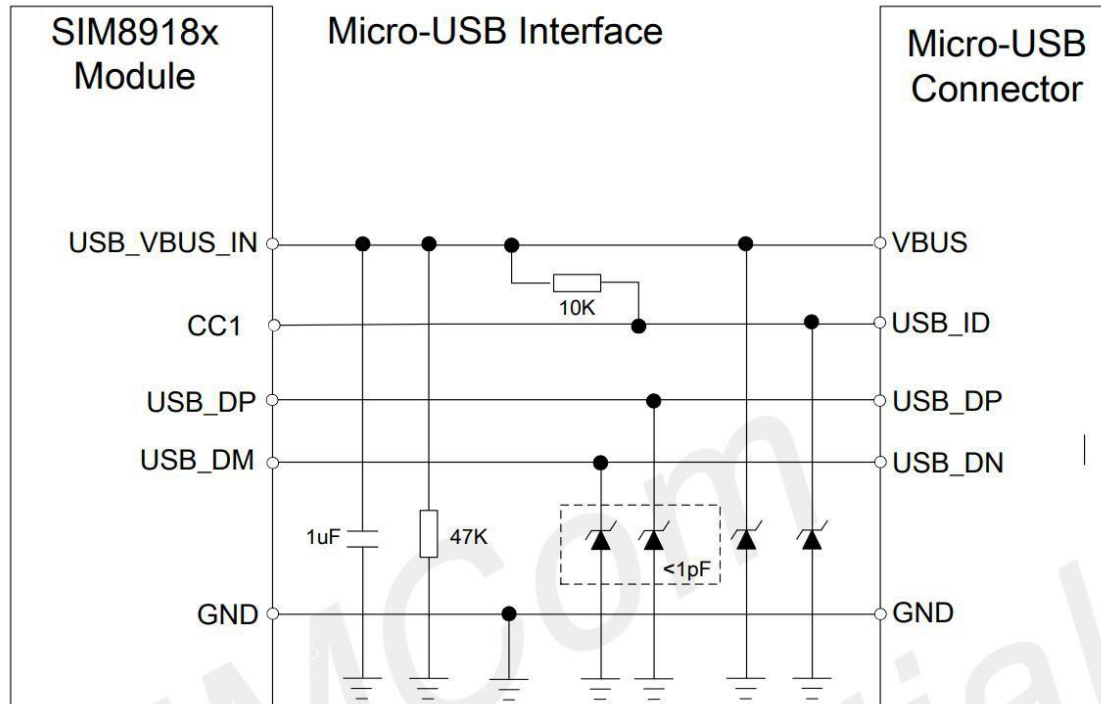 SIM8918x
Module
Micro-USB Interface
Micro-USB
Connector
USB_VBUS_IN
VBUS
10K
CC1
USB_ID
USB_DP
USB_DP
USB_DM
USB_DN
1uF
47K
<1pF
GND
GND